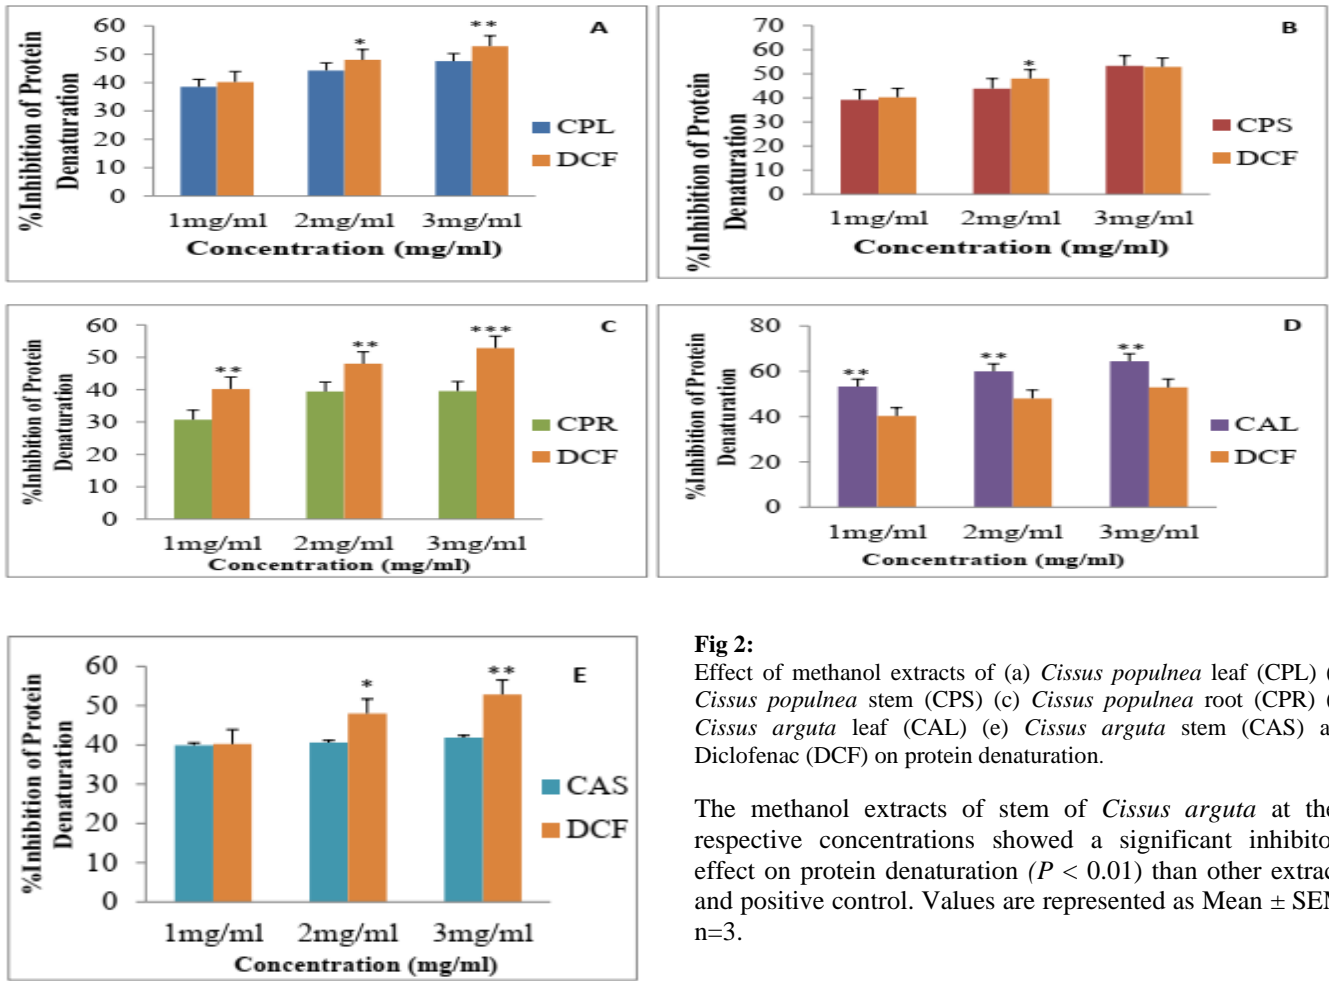 A
60
50
40
30
20
10
0
%Inhibition of Protein
Denaturation
*
**
CPL
DCF
1mg/ml 2mg/ml 3mg/ml
Concentration (mg/ml)
B
70
60
50
40
30
20
10
0
%Inhibition of Protein
Denaturation
*
CPS
DCF
1mg/ml 2mg/ml 3mg/ml
Concentration (mg/ml)
C
60
50
40
30
20
10
0
%Inhibition of Protein
Denaturation
**
**
***
CPR
DCF
1mg/ml 2mg/ml 3mg/ml
Concentration (mg/ml)
D
80
60
40
20
0
%Inhibition of Protein
Denaturation
**
**
**
CAL
DCF
1mg/ml 2mg/ml 3mg/ml
Concentration (mg/ml)
E
60
50
40
30
20
10
0
%Inhibition of Protein
Denaturation
*
**
CAS
DCF
1mg/ml 2mg/ml 3mg/ml
Concentration (mg/ml)
Fig 2:
Effect of methanol extracts of (a) Cissus populnea leaf (CPL) (
Cissus populnea stem (CPS) (c) Cissus populnea root (CPR) (
Cissus arguta leaf (CAL) (e) Cissus arguta stem (CAS) a
Diclofenac (DCF) on protein denaturation.
The methanol extracts of stem of Cissus arguta at the
respective concentrations showed a significant inhibito
effect on protein denaturation (P < 0.01) than other extrac
and positive control. Values are represented as Mean ± SEM
n=3.